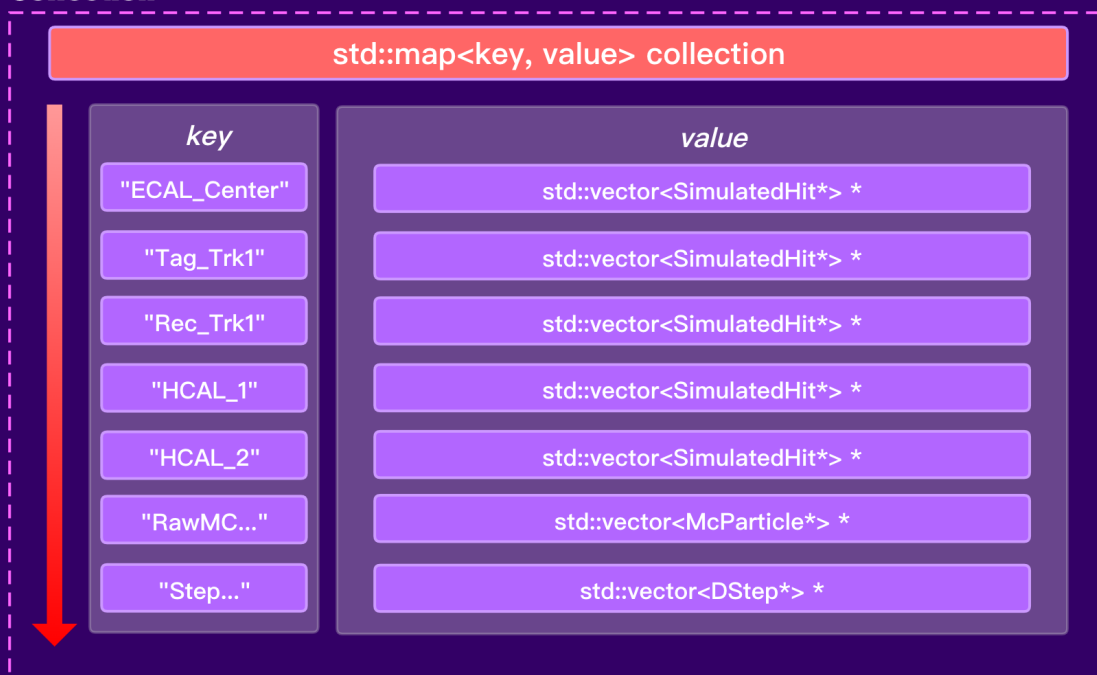 std::map<key, value> collection
key
value
"ECAL_Center"
std::vector<SimulatedHit*> *
"Tag_Trk1"
std::vector<SimulatedHit*> *
"Rec_Trk1"
std::vector<SimulatedHit*> *
"HCAL_1"
std::vector<SimulatedHit*> *
"HCAL_2"
std::vector<SimulatedHit*> *
"RawMC..."
std::vector<McParticle*> *
"Step..."
std::vector<DStep*> *